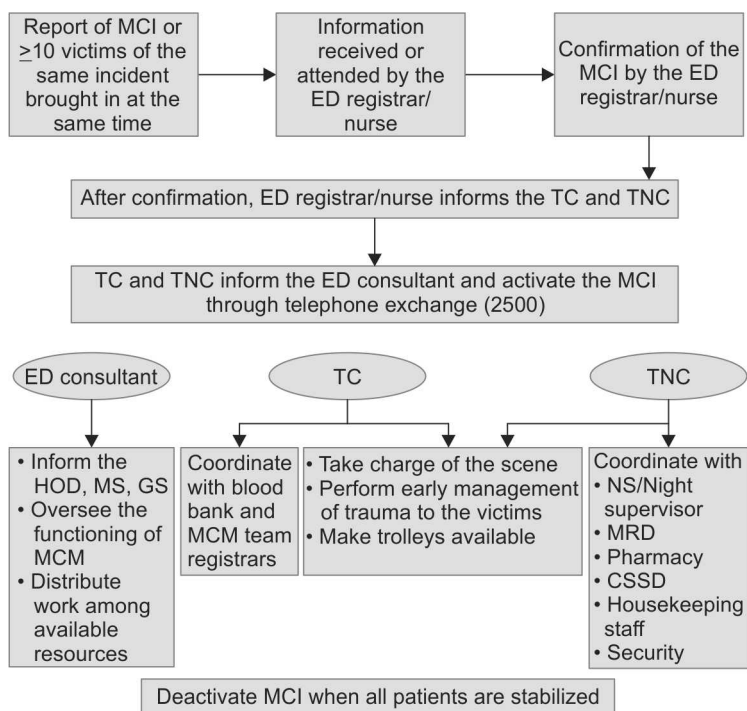 Report of MCI or
≥10 victims of the
same incident
brought in at the
same time
Information
received or
attended by the
ED registrar/
nurse
Confirmation of the
MCI by the ED
registrar/nurse
After confirmation, ED registrar/nurse informs the TC and TNC
TC and TNC inform the ED consultant and activate the MCI
through telephone exchange (2500)
ED consultant
TC
TNC
• Inform the
HOD, MS, GS
• Oversee the
functioning of
MCM
• Distribute
work among
available
resources
Coordinate
with blood
bank and
MCM team
registrars
• Take charge of the scene
• Perform early management
of trauma to the victims
• Make trolleys available
Coordinate with
• NS/Night
supervisor
• MRD
• Pharmacy
• CSSD
• Housekeeping
staff
• Security
Deactivate MCI when all patients are stabilized